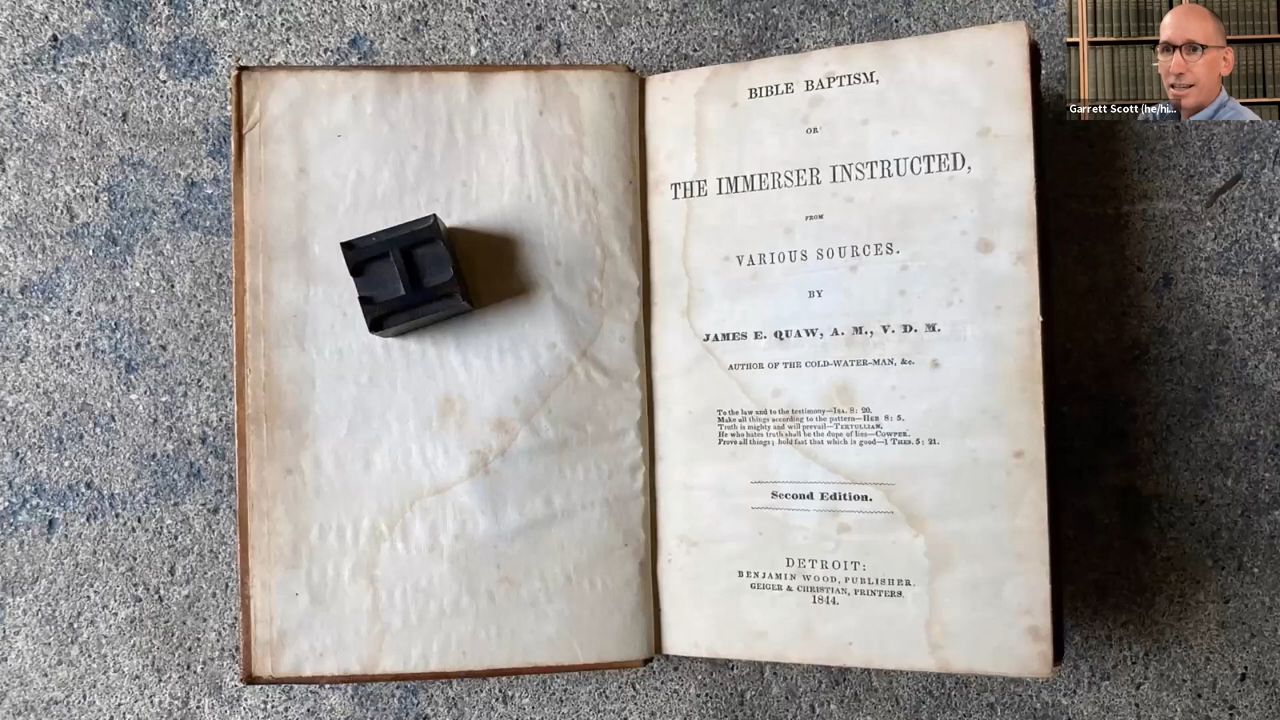 BIBLE BAPTISM,
OR
THE IMMERSER INSTRUCTED,
FROM
VARIOUS SOURCES.
BY
JAMES E. QUAW, A. M., V. D. M.
AUTHOR OF THE COLD-WATER-MAN, &c.
To the law and to the testimony—ISA. 8: 20.
Make all things according to the pattern—HEB 8: 5.
Truth is mighty and will prevail—TERTULLIAN.
He who hates truth shall be the dupe of lies—COWPER.
Prove all things; hold fast that which is good—1 THES. 5: 21.
Second Edition.
DETROIT:
BENJAMIN WOOD, PUBLISHER.
GEIGER & CHRISTIAN, PRINTERS.
1844.
Garrett Scott (he/hi...